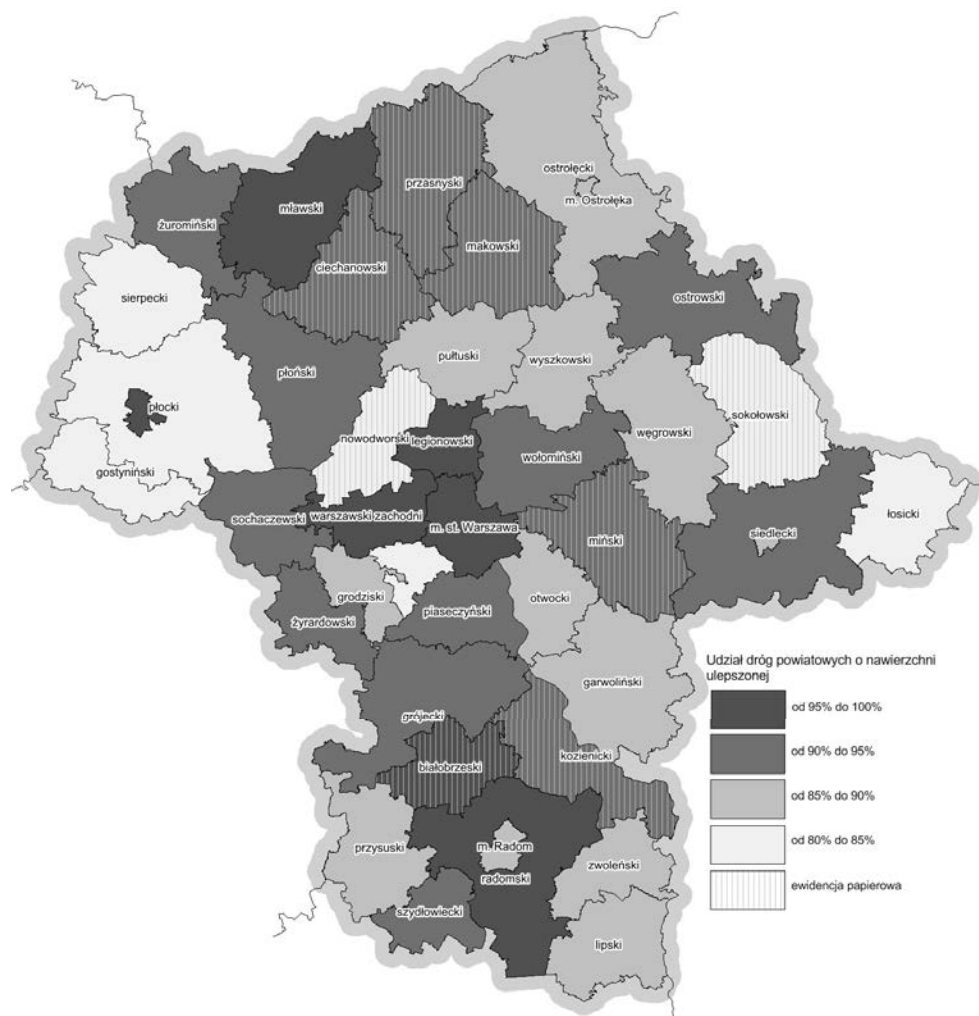 ostrołęcki
m. Ostrołęka
przasnyski
mławski
żuromiński
makowski
ciechanowski
sierpecki
ostrowski
pułtuski
wyszkowski
płoński
płocki
sokołowski
węgrowski
nowodworski
legionowski
wołomiński
gostyniński
łosicki
sochaczewski
warszawski zachodni
m. st. Warszawa
siedlecki
miński
grodziski
otwocki
piaseczyński
żyrardowski
garwoliński
grójecki
kozienicki
białobrzeski
przysuski
m. Radom
radomski
zwoleński
szydłowiecki
lipski
Udział dróg powiatowych o nawierzchni
ulepszonej
od 95% do 100%
od 90% do 95%
od 85% do 90%
od 80% do 85%
ewidencja papierowa